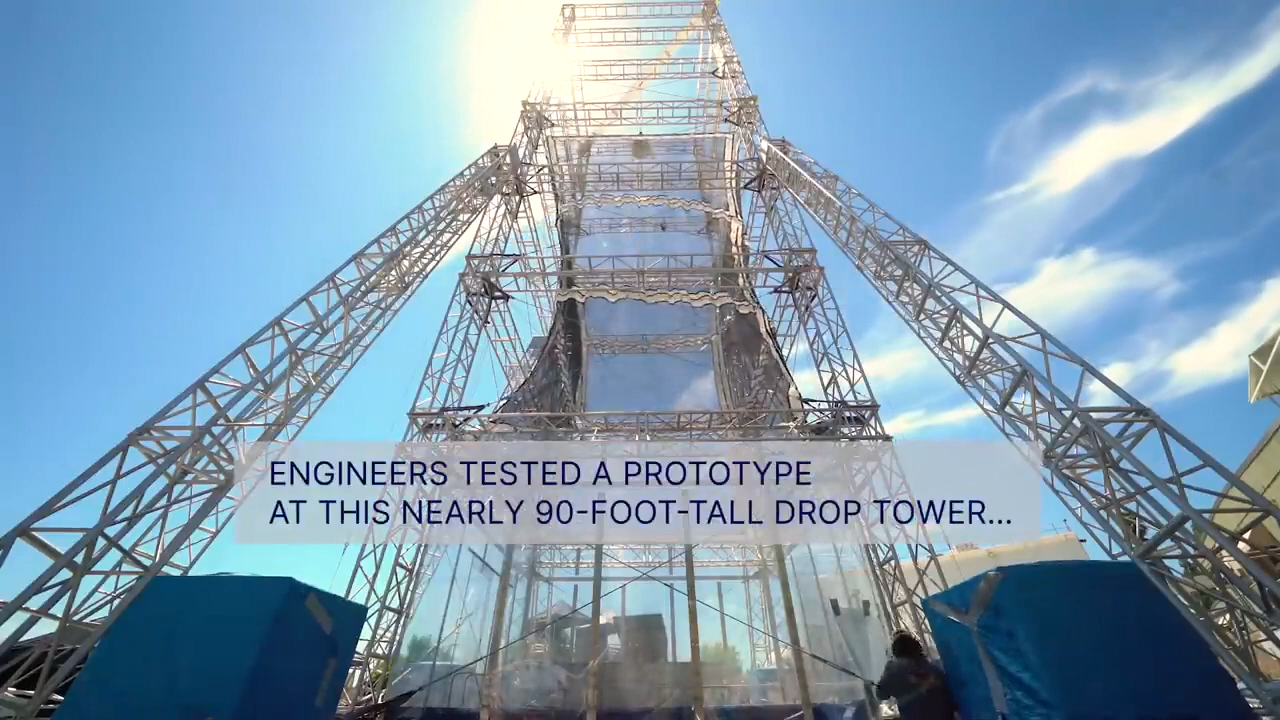 ENGINEERS TESTED A PROTOTYPE
AT THIS NEARLY 90-FOOT-TALL DROP TOWER...